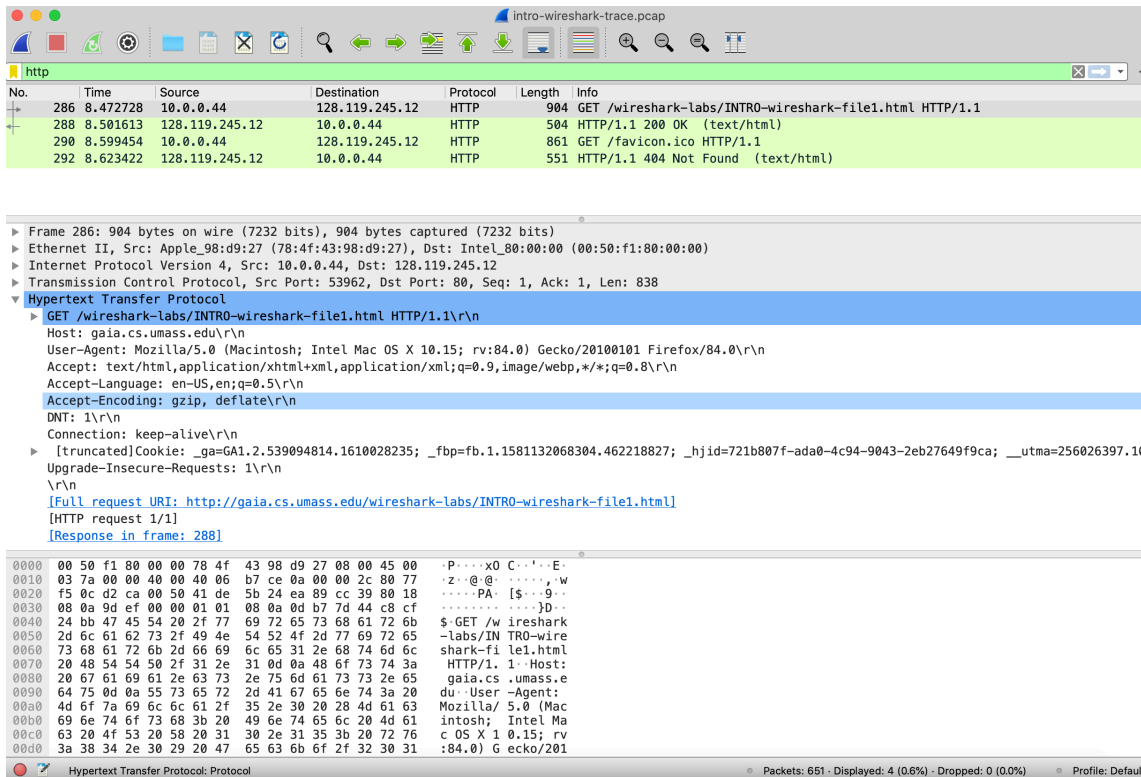 intro-wireshark-trace.pcap
http
No. Time Source Destination Protocol Length Info
286 8.472728 10.0.0.44 128.119.245.12 HTTP 904 GET /wireshark-labs/INTRO-wireshark-file1.html HTTP/1.1
288 8.501613 128.119.245.12 10.0.0.44 HTTP 504 HTTP/1.1 200 OK (text/html)
290 8.599454 10.0.0.44 128.119.245.12 HTTP 861 GET /favicon.ico HTTP/1.1
292 8.623422 128.119.245.12 10.0.0.44 HTTP 551 HTTP/1.1 404 Not Found (text/html)
Frame 286: 904 bytes on wire (7232 bits), 904 bytes captured (7232 bits)
Ethernet II, Src: Apple_98:d9:27 (78:4f:43:98:d9:27), Dst: Intel_80:00:00 (00:50:f1:80:00:00)
Internet Protocol Version 4, Src: 10.0.0.44, Dst: 128.119.245.12
Transmission Control Protocol, Src Port: 53962, Dst Port: 80, Seq: 1, Ack: 1, Len: 838
Hypertext Transfer Protocol
GET /wireshark-labs/INTRO-wireshark-file1.html HTTP/1.1\r\n
Host: gaia.cs.umass.edu\r\n
User-Agent: Mozilla/5.0 (Macintosh; Intel Mac OS X 10.15; rv:84.0) Gecko/20100101 Firefox/84.0\r\n
Accept: text/html,application/xhtml+xml,application/xml;q=0.9,image/webp,*/*;q=0.8\r\n
Accept-Language: en-US,en;q=0.5\r\n
Accept-Encoding: gzip, deflate\r\n
DNT: 1\r\n
Connection: keep-alive\r\n
[truncated]Cookie: _ga=GA1.2.539094814.1610028235; _fbp=fb.1.1581132068304.462218827; _hjid=721b807f-ada0-4c94-9043-2eb27649f9ca; __utma=256026397.10
Upgrade-Insecure-Requests: 1\r\n
\r\n
[Full request URI: http://gaia.cs.umass.edu/wireshark-labs/INTRO-wireshark-file1.html]
[HTTP request 1/1]
[Response in frame: 288]
0000 00 50 f1 80 00 00 78 4f 43 98 d9 27 08 00 45 00 ·P····xO C··'··E·
0010 03 7a 00 00 40 00 40 06 b7 ce 0a 00 00 2c 80 77 ·z··@·@· ·····,·w
0020 f5 0c d2 ca 00 50 41 de 5b 24 ea 89 cc 39 80 18 ·····PA· [$···9··
0030 08 0a 9d ef 00 00 01 01 08 0a 0d b7 7d 44 c8 cf ········ ····}D··
0040 24 bb 47 45 54 20 2f 77 69 72 65 73 68 61 72 6b $·GET /w ireshark
0050 2d 6c 61 62 73 2f 49 4e 54 52 4f 2d 77 69 72 65 -labs/IN TRO-wire
0060 73 68 61 72 6b 2d 66 69 6c 65 31 2e 68 74 6d 6c shark-fi le1.html
0070 20 48 54 54 50 2f 31 2e 31 0d 0a 48 6f 73 74 3a HTTP/1. 1··Host:
0080 20 67 61 69 61 2e 63 73 2e 75 6d 61 73 73 2e 65 gaia.cs .umass.e
0090 64 75 0d 0a 55 73 65 72 2d 41 67 65 6e 74 3a 20 du··User -Agent:
00a0 4d 6f 7a 69 6c 6c 61 2f 35 2e 30 20 28 4d 61 63 Mozilla/ 5.0 (Mac
00b0 69 6e 74 6f 73 68 3b 20 49 6e 74 65 6c 20 4d 61 intosh; Intel Ma
00c0 63 20 4f 53 20 58 20 31 30 2e 31 35 3b 20 72 76 c OS X 1 0.15; rv
00d0 3a 38 34 2e 30 29 20 47 65 63 6b 6f 2f 32 30 31 :84.0) G ecko/201
Hypertext Transfer Protocol: Protocol Packets: 651 · Displayed: 4 (0.6%) · Dropped: 0 (0.0%) Profile: Defaul